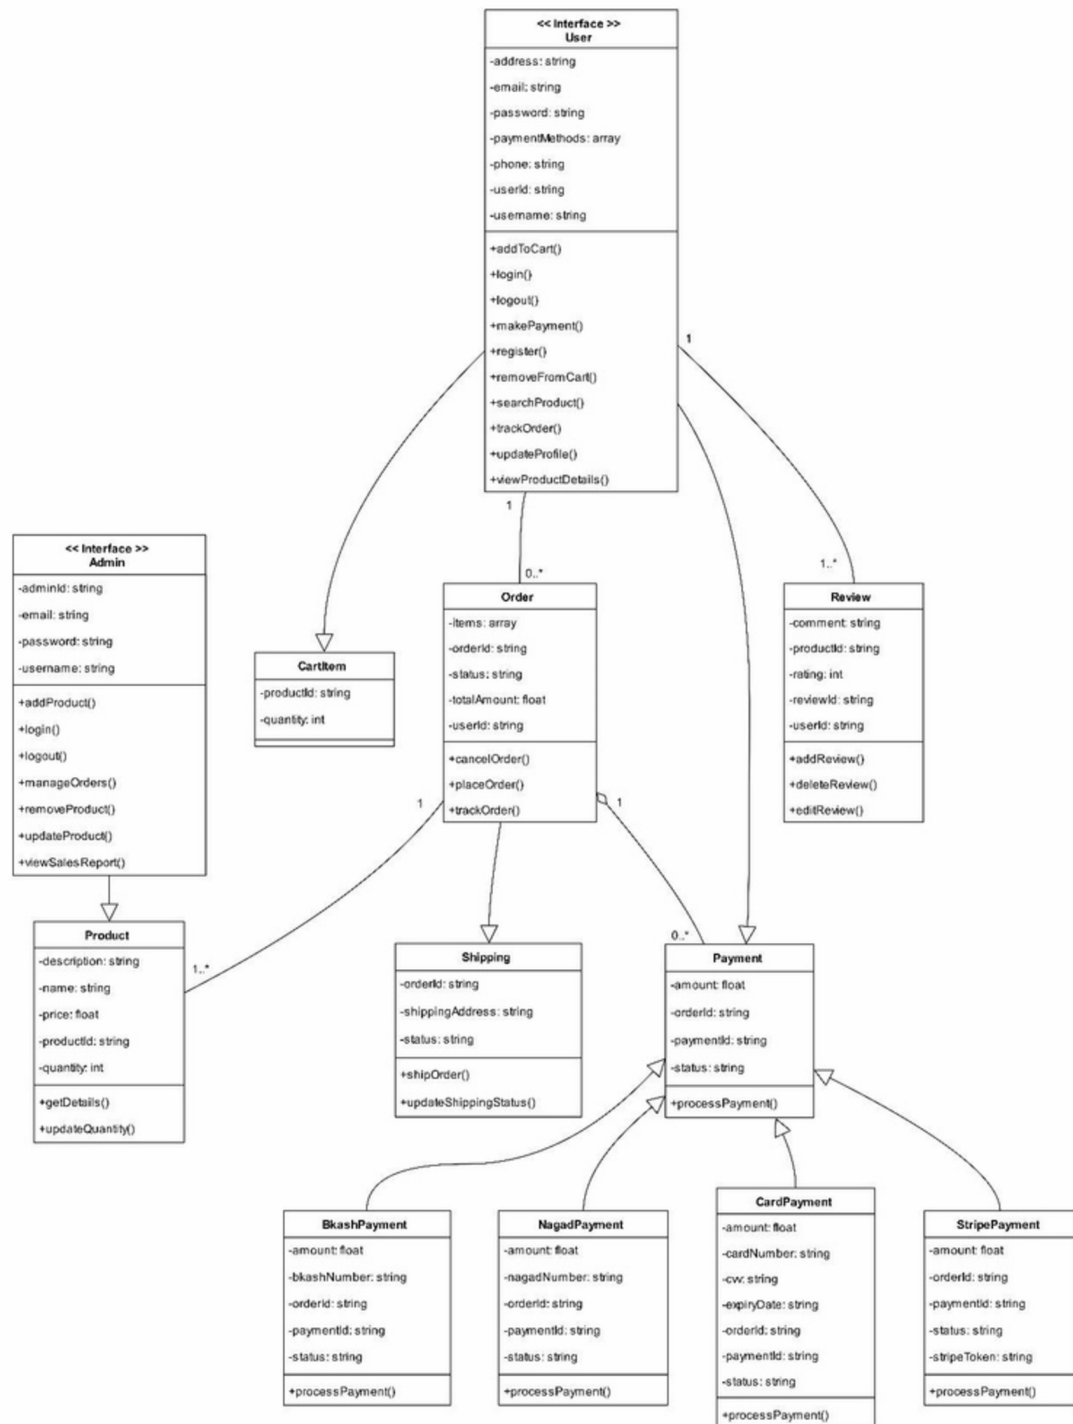 << Interface >>
User
-address: string
-email: string
-password: string
-paymentMethods: array
-phone: string
-userId: string
-username: string
+addToCart()
+login()
+logout()
+makePayment()
+register()
+removeFromCart()
+searchProduct()
+trackOrder()
+updateProfile()
+viewProductDetails()
1
1
0..*
1..*
<< Interface >>
Admin
-adminId: string
-email: string
-password: string
-username: string
+addProduct()
+login()
+logout()
+manageOrders()
+removeProduct()
+updateProduct()
+viewSalesReport()
CartItem
-productId: string
-quantity: int
Order
-items: array
-orderId: string
-status: string
-totalAmount: float
-userId: string
+cancelOrder()
+placeOrder()
+trackOrder()
Review
-comment: string
-productId: string
-rating: int
-reviewId: string
-userId: string
+addReview()
+deleteReview()
+editReview()
1
1
1..*
0..*
Product
-description: string
-name: string
-price: float
-productId: string
-quantity: int
+getDetails()
+updateQuantity()
Shipping
-orderId: string
-shippingAddress: string
-status: string
+shipOrder()
+updateShippingStatus()
Payment
-amount: float
-orderId: string
-paymentId: string
-status: string
+processPayment()
BkashPayment
-amount: float
-bkashNumber: string
-orderId: string
-paymentId: string
-status: string
+processPayment()
NagadPayment
-amount: float
-nagadNumber: string
-orderId: string
-paymentId: string
-status: string
+processPayment()
CardPayment
-amount: float
-cardNumber: string
-cvv: string
-expiryDate: string
-orderId: string
-paymentId: string
-status: string
+processPayment()
StripePayment
-amount: float
-orderId: string
-paymentId: string
-status: string
-stripeToken: string
+processPayment()